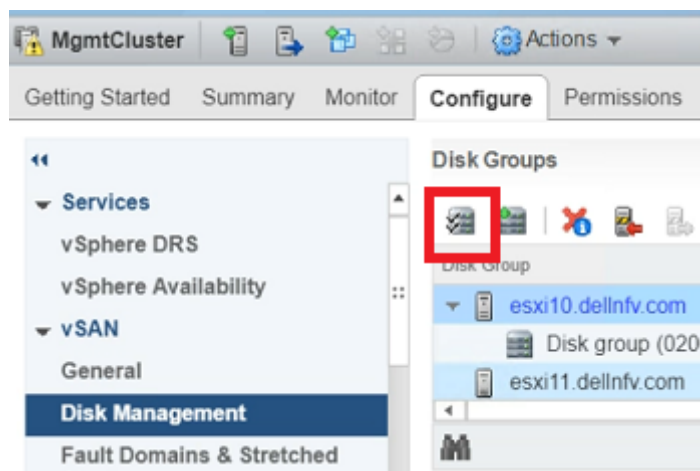 MgmtCluster Actions
Getting Started Summary Monitor Configure Permissions
Disk Groups
Services
vSphere DRS
vSphere Availability
vSAN
General
Disk Management
Fault Domains & Stretched
Disk Group
esxi10.dellnfv.com
Disk group (020
esxi11.dellnfv.com